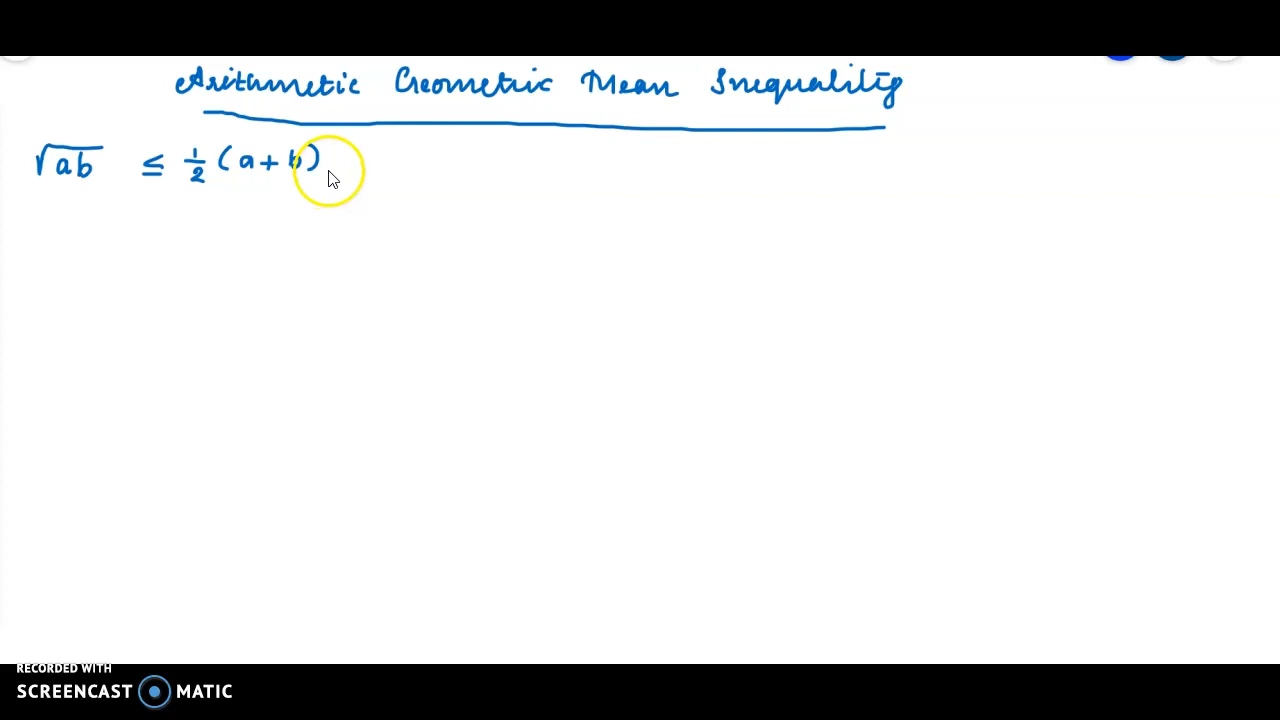 Arithmetic Geometric Mean Inequality
√ab ≤ ½ (a + b)
RECORDED WITH
SCREENCAST MATIC